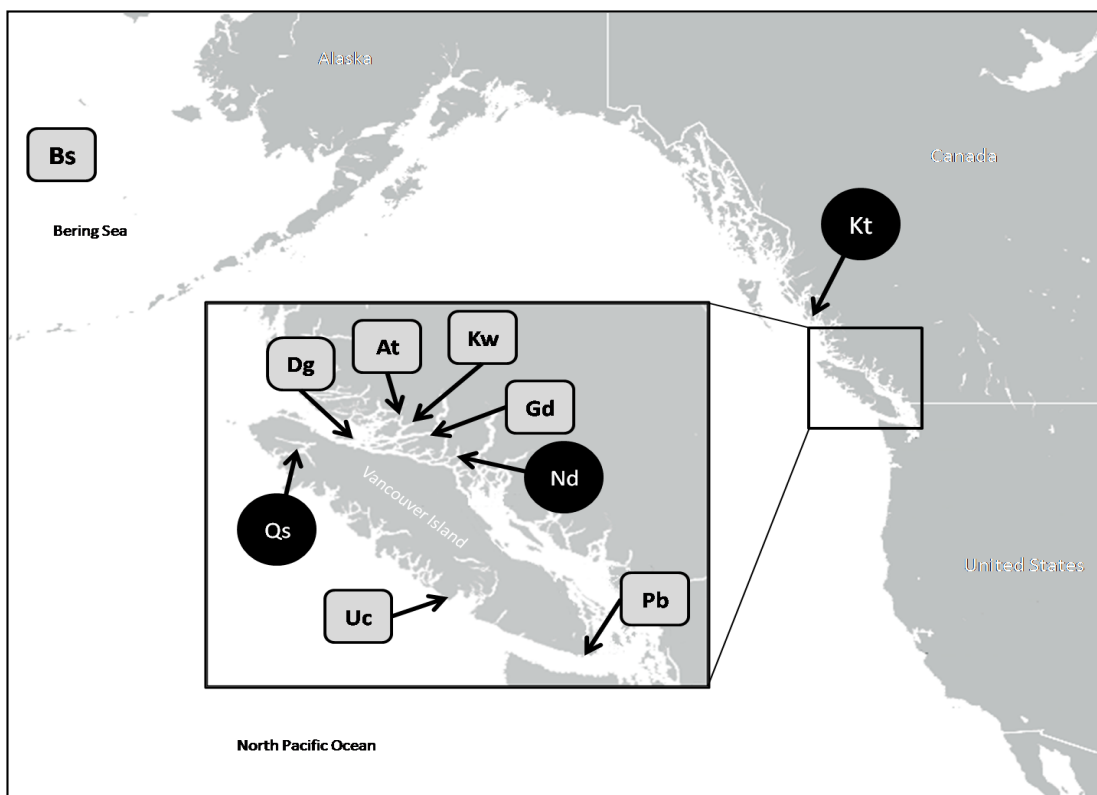 Alaska
Bs
Canada
Bering Sea
Kt
At
Kw
Dg
Gd
Nd
Vancouver Island
Qs
United States
Uc
Pb
North Pacific Ocean